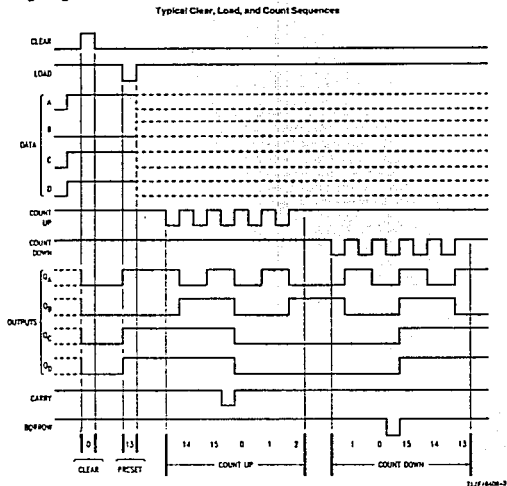 Typical Clear, Load, and Count Sequences
CLEAR
LOAD
A
B
DATA
C
D
COUNT
UP
COUNT
DOWN
QA
QB
OUTPUTS
QC
QD
CARRY
BORROW
0 13 14 15 0 1 2 1 0 15 14 13
CLEAR PRESET COUNT UP COUNT DOWN